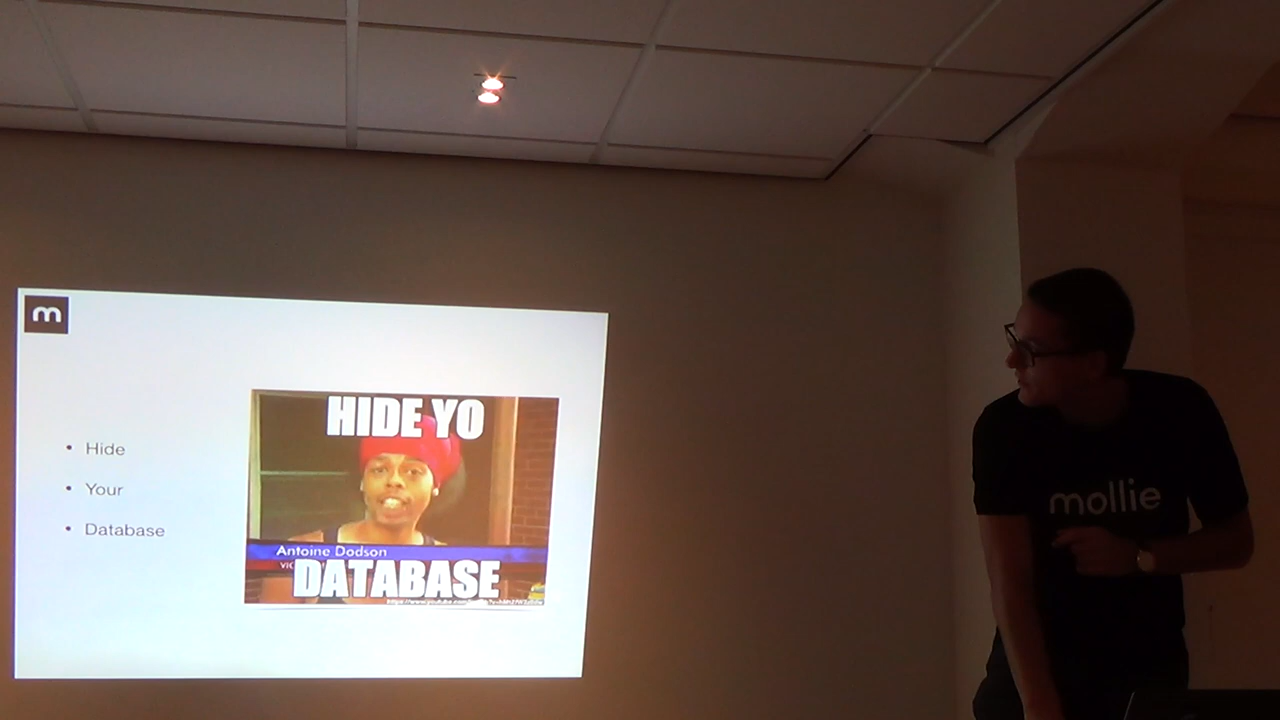 m
Hide
Your
Database
HIDE YO
Antoine Dodson
DATABASE
mollie